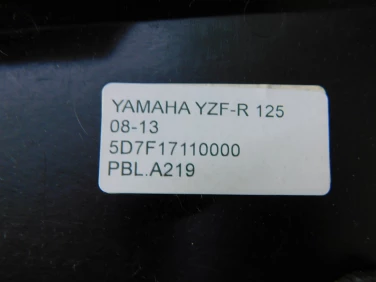 YAMAHA YZF-R 125
08-13
5D7F17110000
PBL.A219